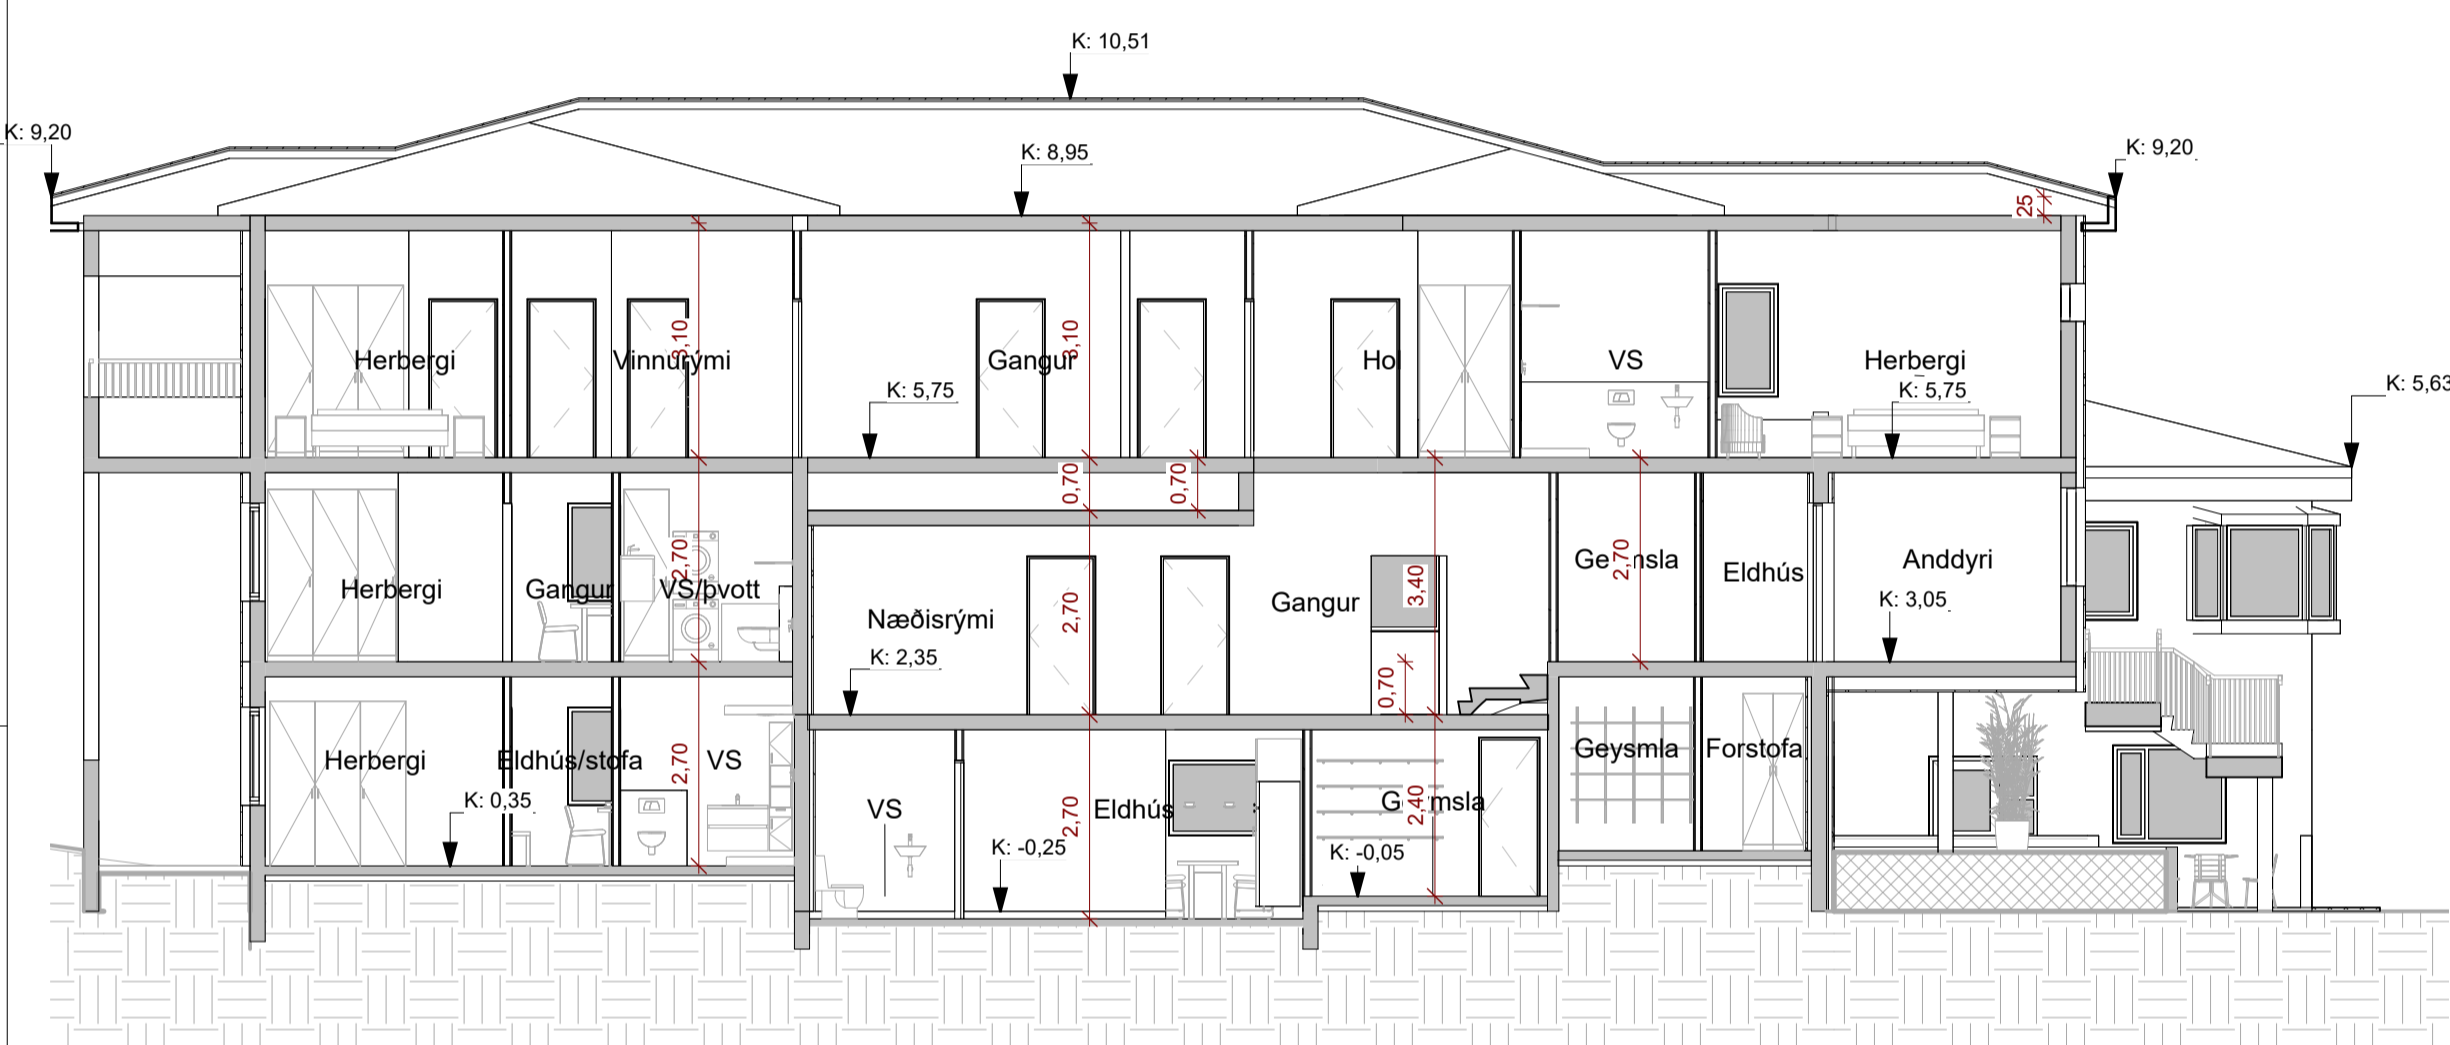 K: 10,51
K: 9,20
K: 8,95
K: 9,20
25
3,10
3,10
Herbergi
Vinnurými
Gangur
Hol
VS
Herbergi
K: 5,75
K: 5,75
K: 5,63
0,70
0,70
2,70
2,70
3,40
2,70
Geymsla
Eldhús
Anddyri
Herbergi
Gangur
VS/þvott
Næðisrými
Gangur
K: 3,05
K: 2,35
0,70
Herbergi
Eldhús/stofa
VS
2,70
Geysmla
Forstofa
K: 0,35
VS
Eldhús
2,70
Geymsla
2,40
K: -0,25
K: -0,05